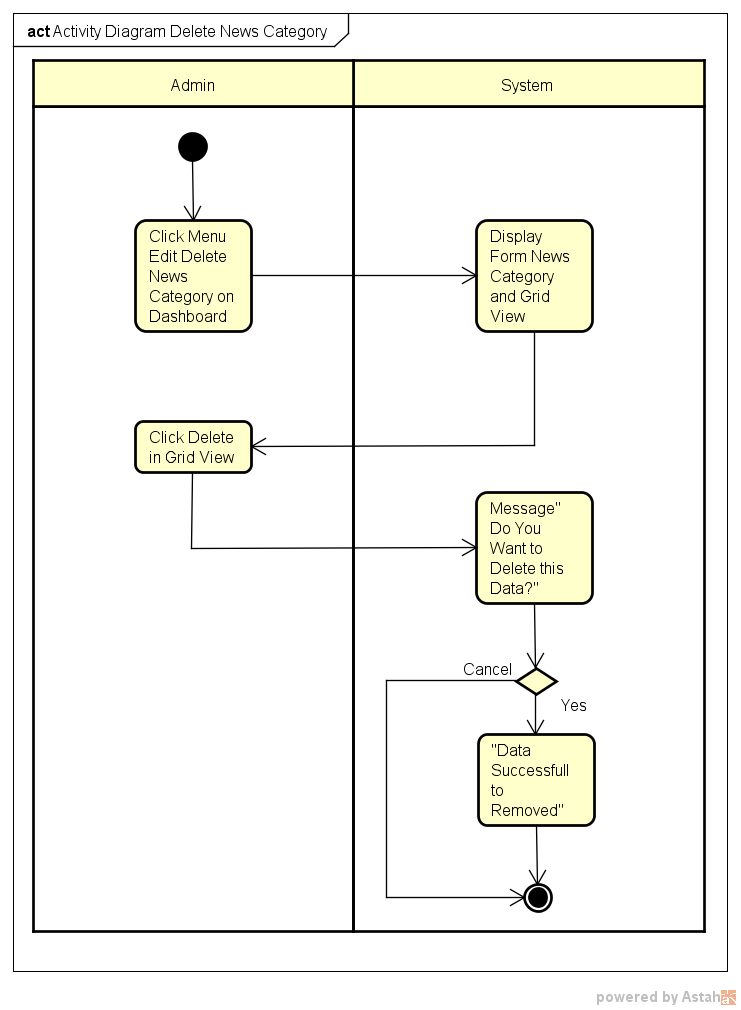 act Activity Diagram Delete News Category
Admin
System
Click Menu
Edit Delete
News
Category on
Dashboard
Display
Form News
Category
and Grid
View
Click Delete
in Grid View
Message"
Do You
Want to
Delete this
Data?"
Cancel
Yes
"Data
Successfull
to
Removed"
powered by Astah